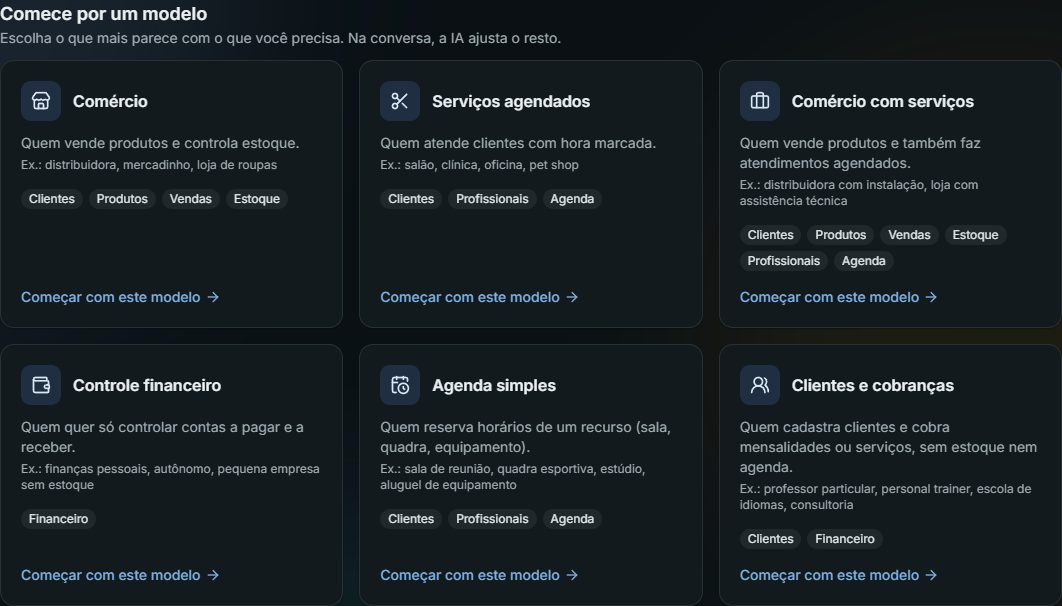 Comece por um modelo
Escolha o que mais parece com o que você precisa. Na conversa, a IA ajusta o resto.
Comércio
Quem vende produtos e controla estoque.
Ex.: distribuidora, mercadinho, loja de roupas
Clientes Produtos Vendas Estoque
Começar com este modelo →
Serviços agendados
Quem atende clientes com hora marcada.
Ex.: salão, clínica, oficina, pet shop
Clientes Profissionais Agenda
Começar com este modelo →
Comércio com serviços
Quem vende produtos e também faz
atendimentos agendados.
Ex.: distribuidora com instalação, loja com
assistência técnica
Clientes Produtos Vendas Estoque
Profissionais Agenda
Começar com este modelo →
Controle financeiro
Quem quer só controlar contas a pagar e a
receber.
Ex.: finanças pessoais, autônomo, pequena empresa
sem estoque
Financeiro
Começar com este modelo →
Agenda simples
Quem reserva horários de um recurso (sala,
quadra, equipamento).
Ex.: sala de reunião, quadra esportiva, estúdio,
aluguel de equipamento
Clientes Profissionais Agenda
Começar com este modelo →
Clientes e cobranças
Quem cadastra clientes e cobra
mensalidades ou serviços, sem estoque nem
agenda.
Ex.: professor particular, personal trainer, escola de
idiomas, consultoria
Clientes Financeiro
Começar com este modelo →